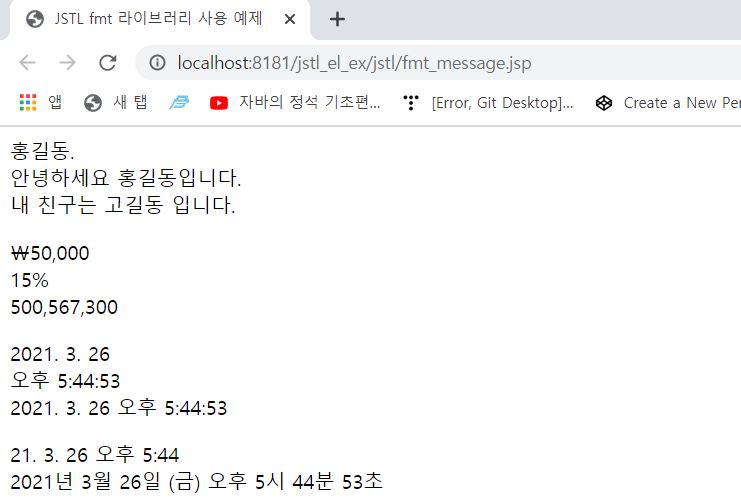 JSTL fmt 라이브러리 사용 예제
localhost:8181/jstl_el_ex/jstl/fmt_message.jsp
앱 새 탭 자바의 정석 기초편... [Error, Git Desktop]... Create a New Per
홍길동.
안녕하세요 홍길동입니다.
내 친구는 고길동 입니다.
₩50,000
15%
500,567,300
2021. 3. 26
오후 5:44:53
2021. 3. 26 오후 5:44:53
21. 3. 26 오후 5:44
2021년 3월 26일 (금) 오후 5시 44분 53초